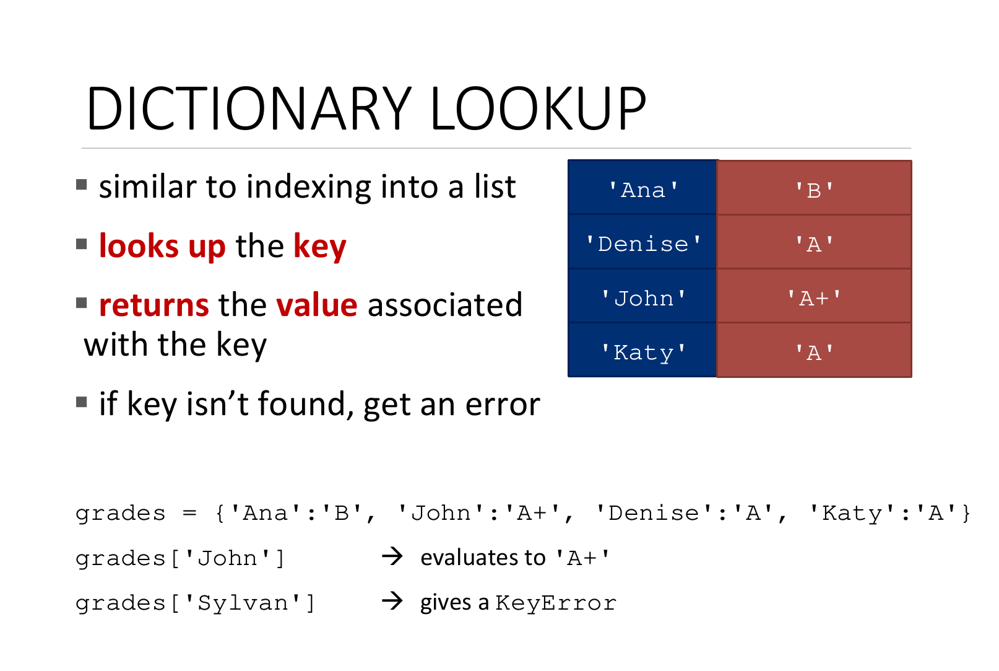 DICTIONARY LOOKUP
▪ similar to indexing into a list
▪ looks up the key
▪ returns the value associated
with the key
▪ if key isn’t found, get an error
'Ana' 'B'
'Denise' 'A'
'John' 'A+'
'Katy' 'A'
grades = {'Ana':'B', 'John':'A+', 'Denise':'A', 'Katy':'A'}
grades['John'] → evaluates to 'A+'
grades['Sylvan'] → gives a KeyError